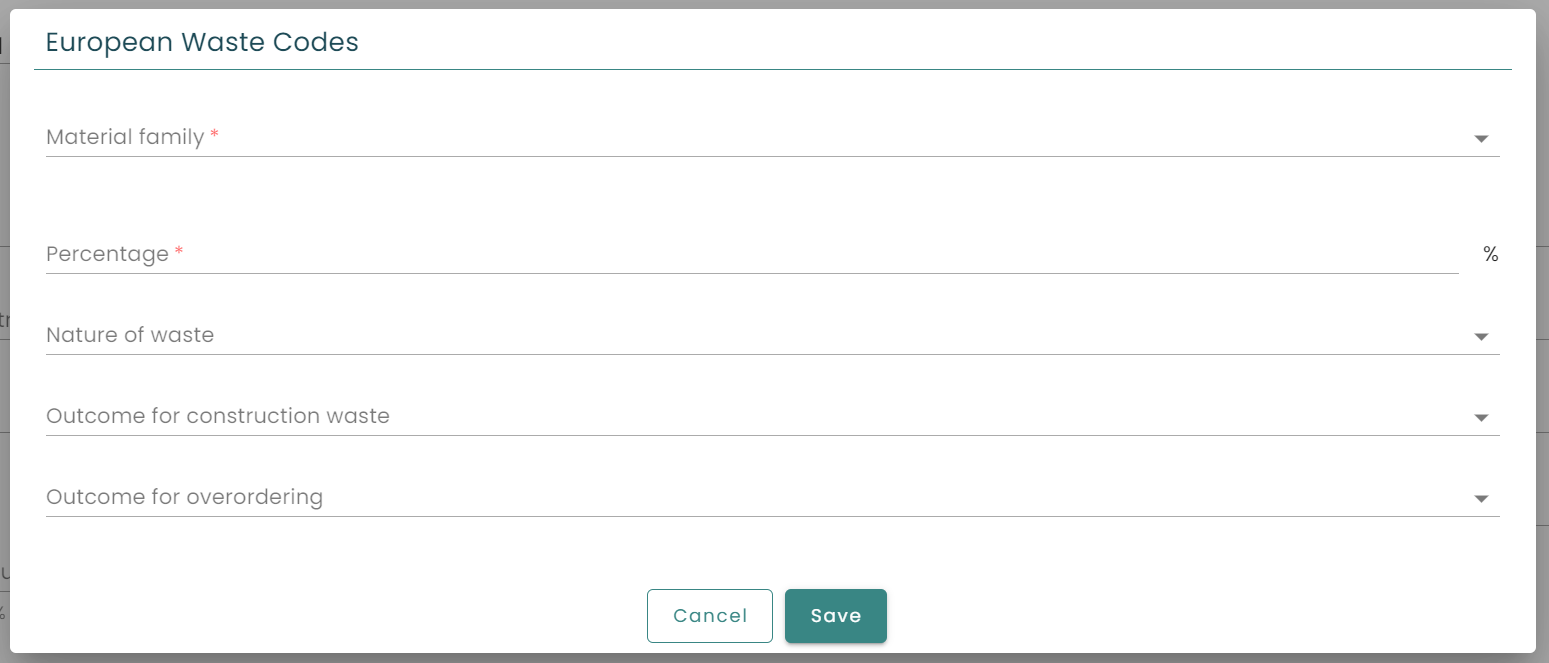 European Waste Codes
Material family *
Percentage *
%
Nature of waste
Outcome for construction waste
Outcome for overordering
Cancel
Save